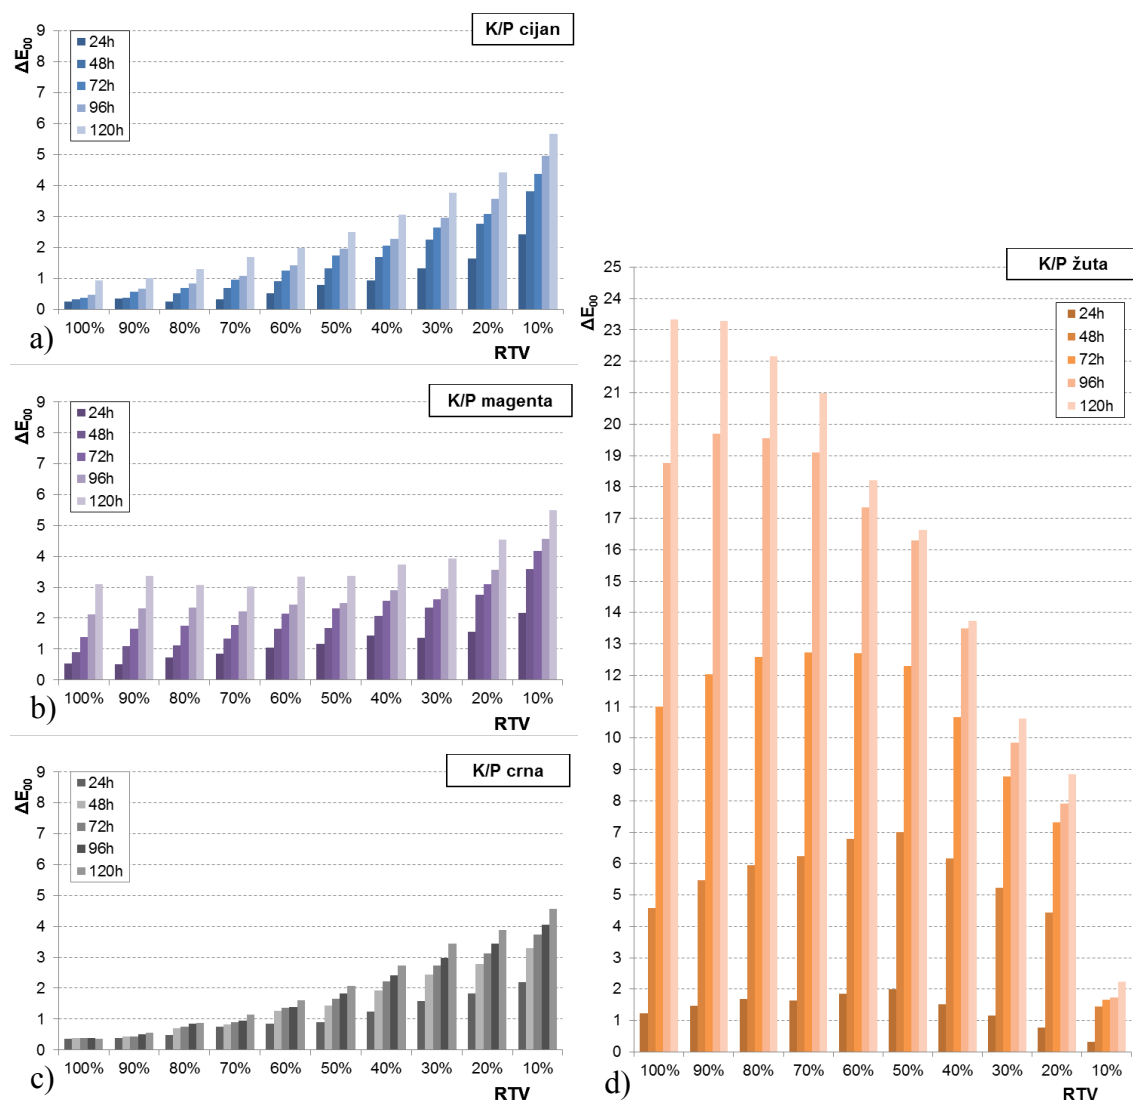 K/P cijan
ΔE00
9
8
7
6
5
4
3
2
1
0
24h
48h
72h
96h
120h
100% 90% 80% 70% 60% 50% 40% 30% 20% 10%
a)
RTV
K/P magenta
ΔE00
9
8
7
6
5
4
3
2
1
0
24h
48h
72h
96h
120h
100% 90% 80% 70% 60% 50% 40% 30% 20% 10%
b)
RTV
K/P crna
ΔE00
9
8
7
6
5
4
3
2
1
0
24h
48h
72h
96h
120h
100% 90% 80% 70% 60% 50% 40% 30% 20% 10%
c)
RTV
K/P žuta
ΔE00
25
24
23
22
21
20
19
18
17
16
15
14
13
12
11
10
9
8
7
6
5
4
3
2
1
0
24h
48h
72h
96h
120h
100% 90% 80% 70% 60% 50% 40% 30% 20% 10%
d)
RTV